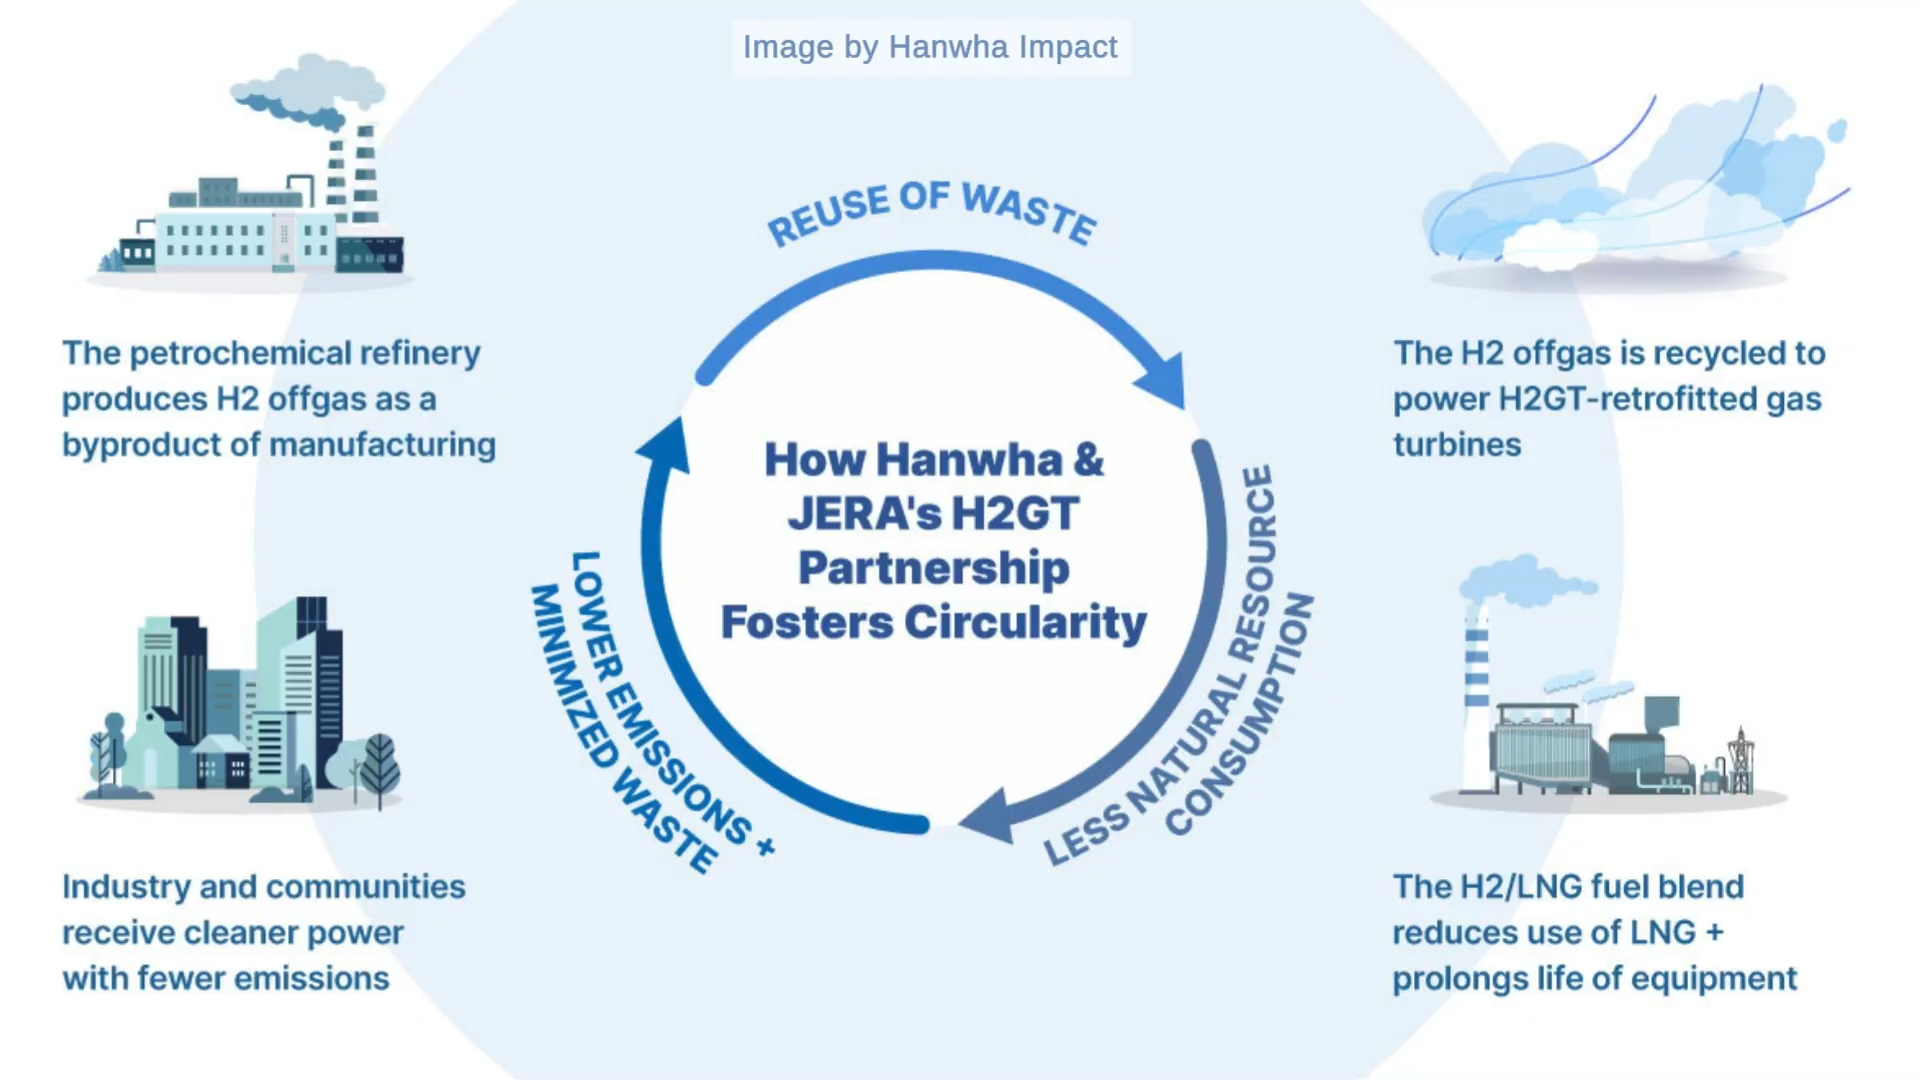 Image by Hanwha Impact
REUSE OF WASTE
The petrochemical refinery
produces H2 offgas as a
byproduct of manufacturing
The H2 offgas is recycled to
power H2GT-retrofitted gas
turbines
How Hanwha &
JERA's H2GT
Partnership
Fosters Circularity
LESS NATURAL RESOURCE
CONSUMPTION
LOWER EMISSIONS +
MINIMIZED WASTE
Industry and communities
receive cleaner power
with fewer emissions
The H2/LNG fuel blend
reduces use of LNG +
prolongs life of equipment